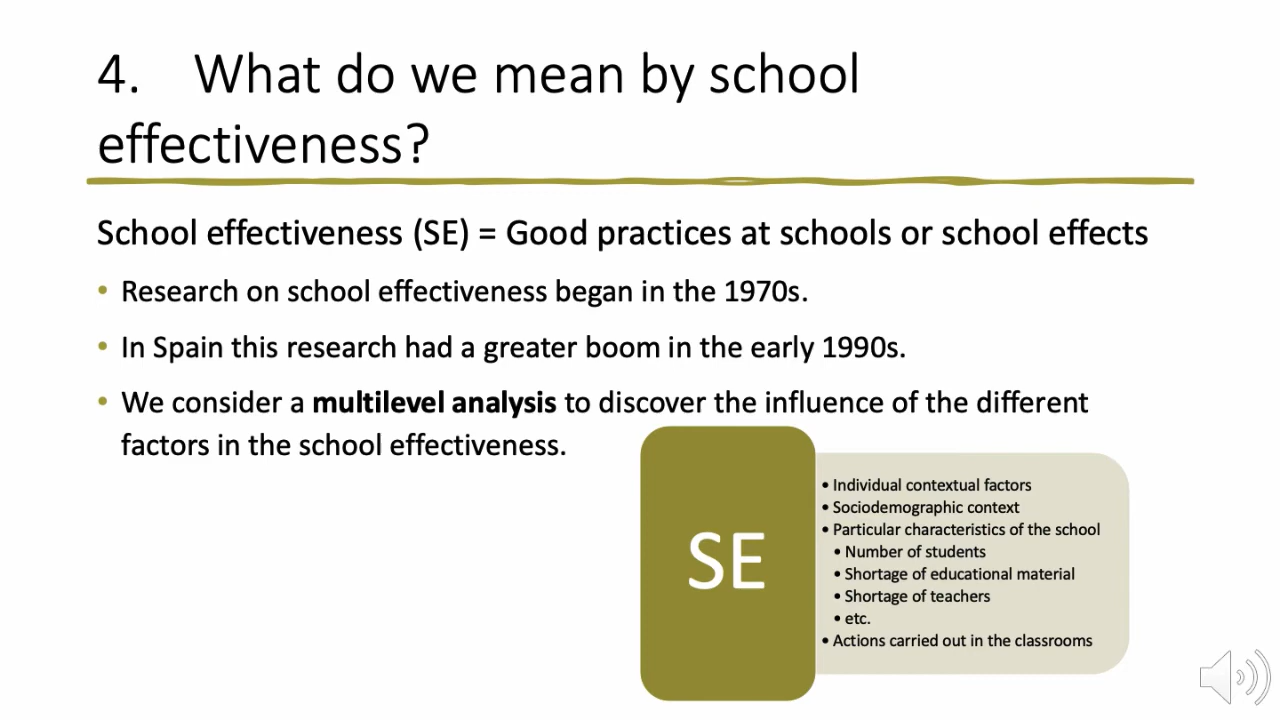 4. What do we mean by school
effectiveness?
School effectiveness (SE) = Good practices at schools or school effects
• Research on school effectiveness began in the 1970s.
• In Spain this research had a greater boom in the early 1990s.
• We consider a multilevel analysis to discover the influence of the different
factors in the school effectiveness.
SE
• Individual contextual factors
• Sociodemographic context
• Particular characteristics of the school
• Number of students
• Shortage of educational material
• Shortage of teachers
• etc.
• Actions carried out in the classrooms